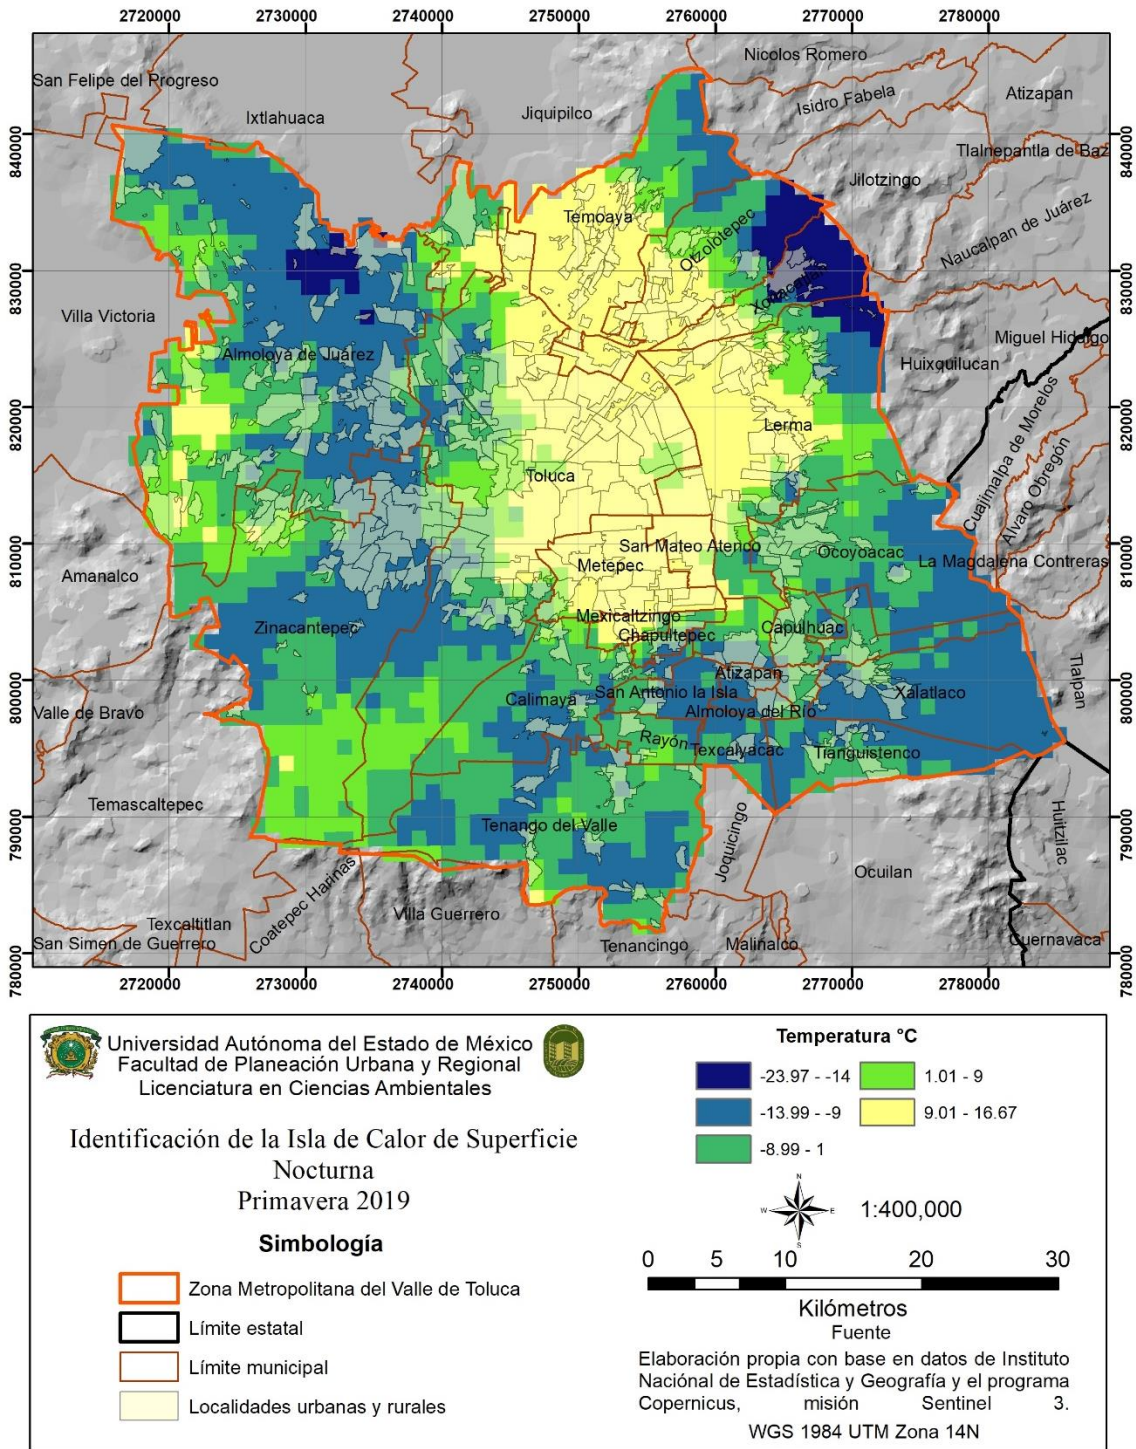 2720000 2730000 2740000 2750000 2760000 2770000 2780000
Nicolos Romero
San Felipe del Progreso
Isidro Fabela
Atizapan
Ixtlahuaca
Jiquipilco
840000
840000
Tlalnepantla de Baz
Jilotzingo
Temoaya
Otzolotepec
Naucalpan de Juárez
830000
830000
Xonacatlán
Villa Victoria
Miguel Hidalgo
Almoloya de Juárez
Huixquilucan
820000
820000
Lerma
Cuajimalpa de Morelos
Alvaro Obregón
Toluca
810000
810000
San Mateo Atenco
Ocoyoacac
La Magdalena Contreras
Amanalco
Metepec
Mexicaltzingo
Zinacantepec
Chapultepec
Capulhuac
Atizapan
Tlalpan
800000
800000
San Antonio la Isla
Xalatlaco
Calimaya
Valle de Bravo
Almoloya del Río
Rayón
Texcalyacac
Tianguistenco
Temascaltepec
790000
790000
Tenango del Valle
Joquicingo
Huitzilac
Ocuilan
Coatepec Harinas
Villa Guerrero
Texcaltitlan
San Simen de Guerrero
Tenancingo
Malinalco
Cuernavaca
780000
780000
2720000 2730000 2740000 2750000 2760000 2770000 2780000
Universidad Autónoma del Estado de México
Facultad de Planeación Urbana y Regional
Licenciatura en Ciencias Ambientales
Identificación de la Isla de Calor de Superficie
Nocturna
Primavera 2019
Simbología
Zona Metropolitana del Valle de Toluca
Límite estatal
Límite municipal
Localidades urbanas y rurales
Temperatura °C
-23.97 - -14
1.01 - 9
-13.99 - -9
9.01 - 16.67
-8.99 - 1
N
W E
S
1:400,000
0 5 10 20 30
Kilómetros
Fuente
Elaboración propia con base en datos de Instituto
Naciónal de Estadística y Geografía y el programa
Copernicus, misión Sentinel 3.
WGS 1984 UTM Zona 14N